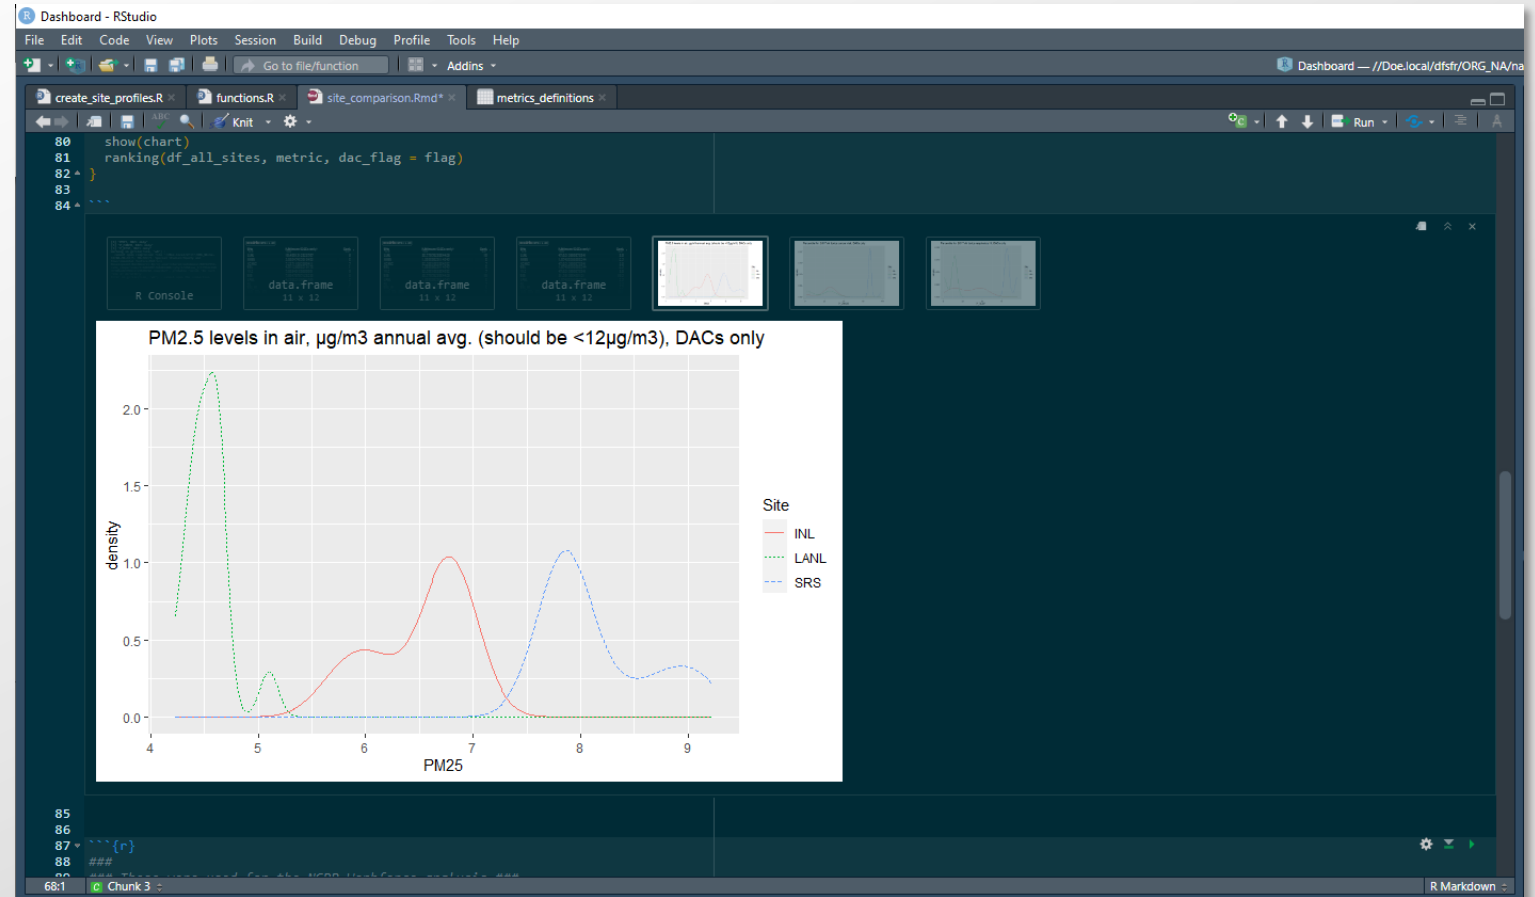 Dashboard - RStudio
File Edit Code View Plots Session Build Debug Profile Tools Help
Go to file/function Addins Dashboard — //Doe.local/dfsfr/ORG_NA/na
create_site_profiles.R functions.R site_comparison.Rmd* metrics_definitions
ABC Knit Run
80 show(chart)
81 ranking(df_all_sites, metric, dac_flag = flag)
82 }
83
84 ```
R Console
data.frame
11 x 12
data.frame
11 x 12
data.frame
11 x 12
PM2.5 levels in air, µg/m3 annual avg. (should be <12µg/m3), DACs only
2.0
1.5
1.0
0.5
0.0
density
4 5 6 7 8 9
PM25
Site
INL
LANL
SRS
85
86
87 ```{r}
88 ###
68:1 C Chunk 3 R Markdown